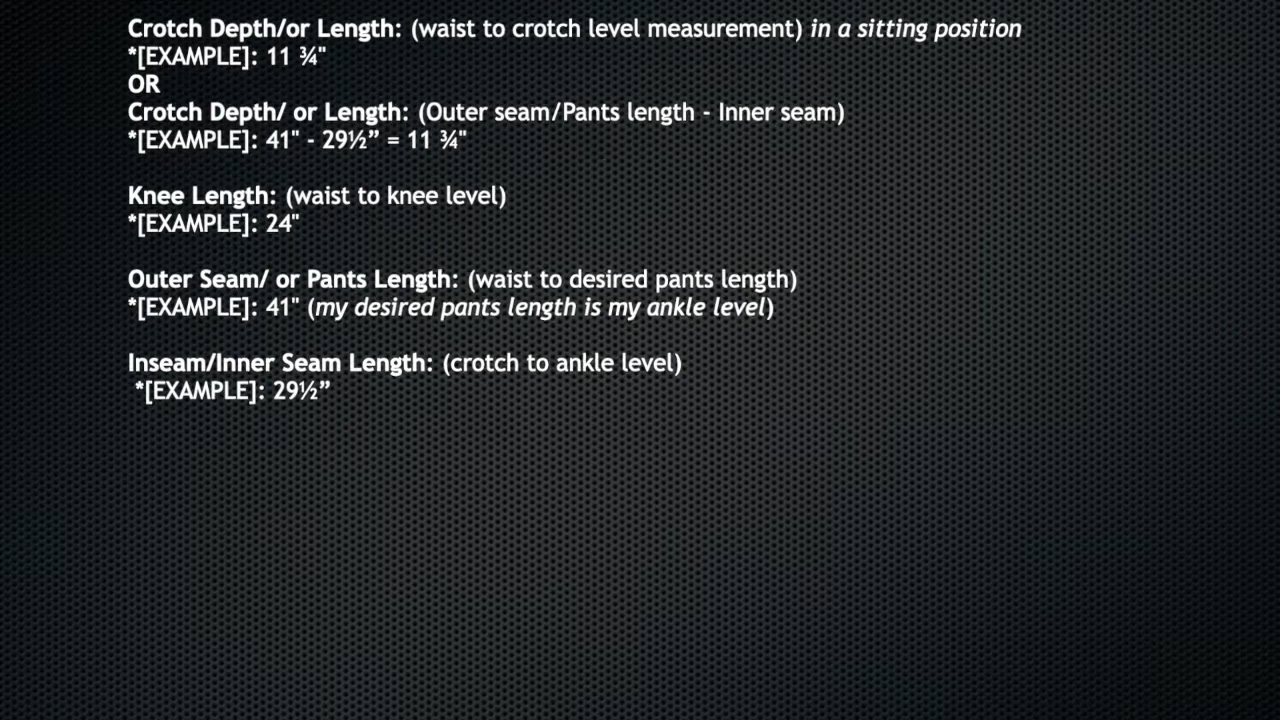 Crotch Depth/or Length: (waist to crotch level measurement) in a sitting position
*[EXAMPLE]: 11 ¾"
OR
Crotch Depth/ or Length: (Outer seam/Pants length - Inner seam)
*[EXAMPLE]: 41" - 29½” = 11 ¾"
Knee Length: (waist to knee level)
*[EXAMPLE]: 24"
Outer Seam/ or Pants Length: (waist to desired pants length)
*[EXAMPLE]: 41" (my desired pants length is my ankle level)
Inseam/Inner Seam Length: (crotch to ankle level)
*[EXAMPLE]: 29½”